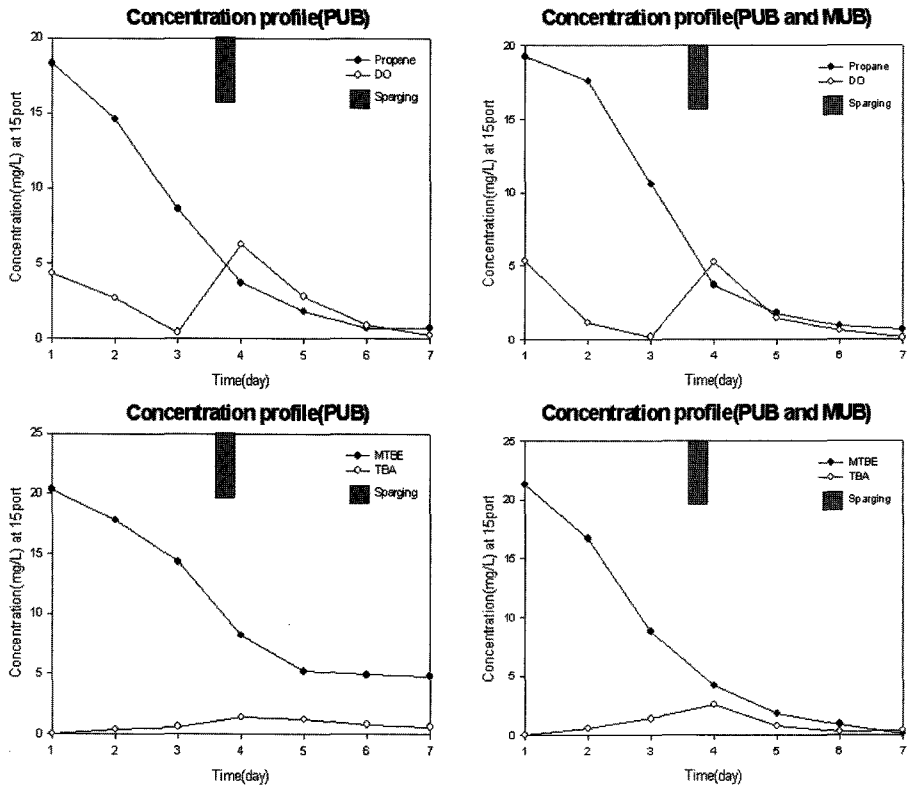 Concentration profile(PUB)
20
15
10
5
0
Concentration(mg/L) at 15port
Propane
DO
Sparging
1 2 3 4 5 6 7
Time(day)
Concentration profile(PUB and MUB)
20
15
10
5
0
Concentration(mg/L) at 15port
Propane
DO
Sparging
1 2 3 4 5 6 7
Time(day)
Concentration profile(PUB)
25
20
15
10
5
0
Concentration(mg/L) at 15port
MTBE
TBA
Sparging
1 2 3 4 5 6 7
Time(day)
Concentration profile(PUB and MUB)
25
20
15
10
5
0
Concentration(mg/L) at 15port
MTBE
TBA
Sparging
1 2 3 4 5 6 7
Time(day)